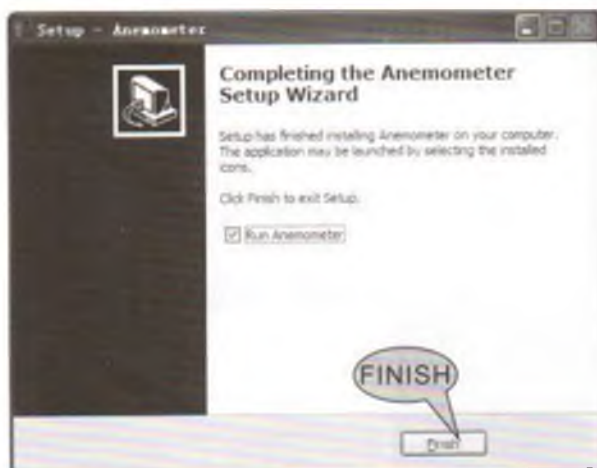 Setup - Anemometer
Completing the Anemometer
Setup Wizard
Setup has finished installing Anemometer on your computer.
The application may be launched by selecting the installed
icons.
Click Finish to exit Setup.
Run Anemometer
FINISH
Finish